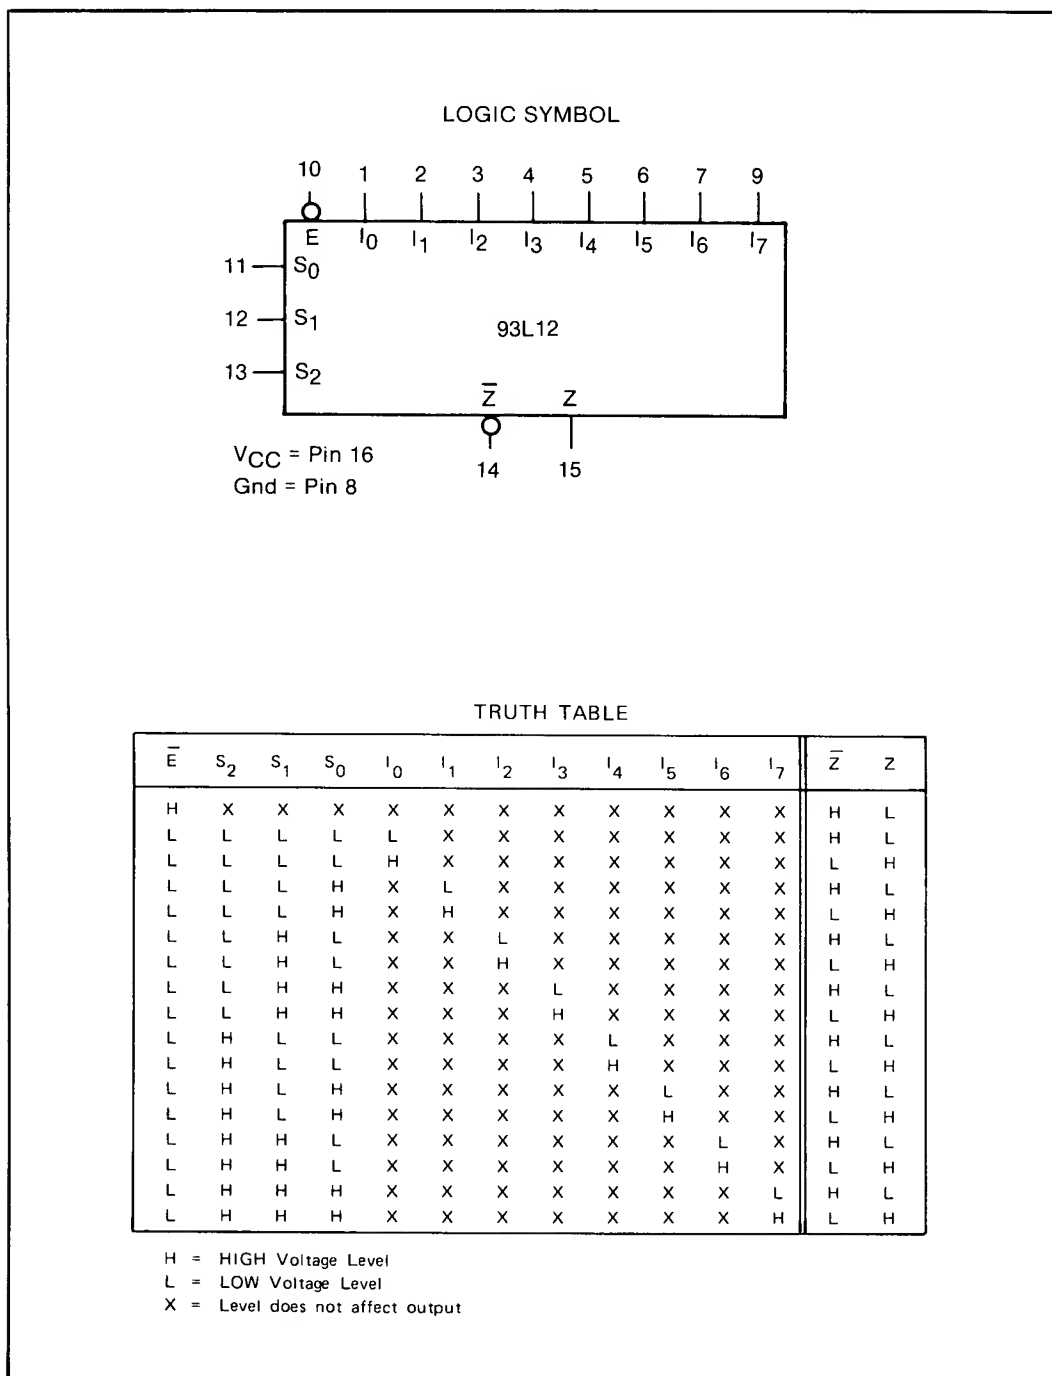 LOGIC SYMBOL
10 1 2 3 4 5 6 7 9
E I0 I1 I2 I3 I4 I5 I6 I7
11 S0
12 S1
93L12
13 S2
Z̅ Z
VCC = Pin 16
14 15
Gnd = Pin 8
TRUTH TABLE
E̅ S2 S1 S0 I0 I1 I2 I3 I4 I5 I6 I7 Z̅ Z
H X X X X X X X X X X X H L
L L L L L X X X X X X X H L
L L L L H X X X X X X X L H
L L L H X L X X X X X X H L
L L L H X H X X X X X X L H
L L H L X X L X X X X X H L
L L H L X X H X X X X X L H
L L H H X X X L X X X X H L
L L H H X X X H X X X X L H
L H L L X X X X L X X X H L
L H L L X X X X H X X X L H
L H L H X X X X X L X X H L
L H L H X X X X X H X X L H
L H H L X X X X X X L X H L
L H H L X X X X X X H X L H
L H H H X X X X X X X L H L
L H H H X X X X X X X H L H
H = HIGH Voltage Level
L = LOW Voltage Level
X = Level does not affect output